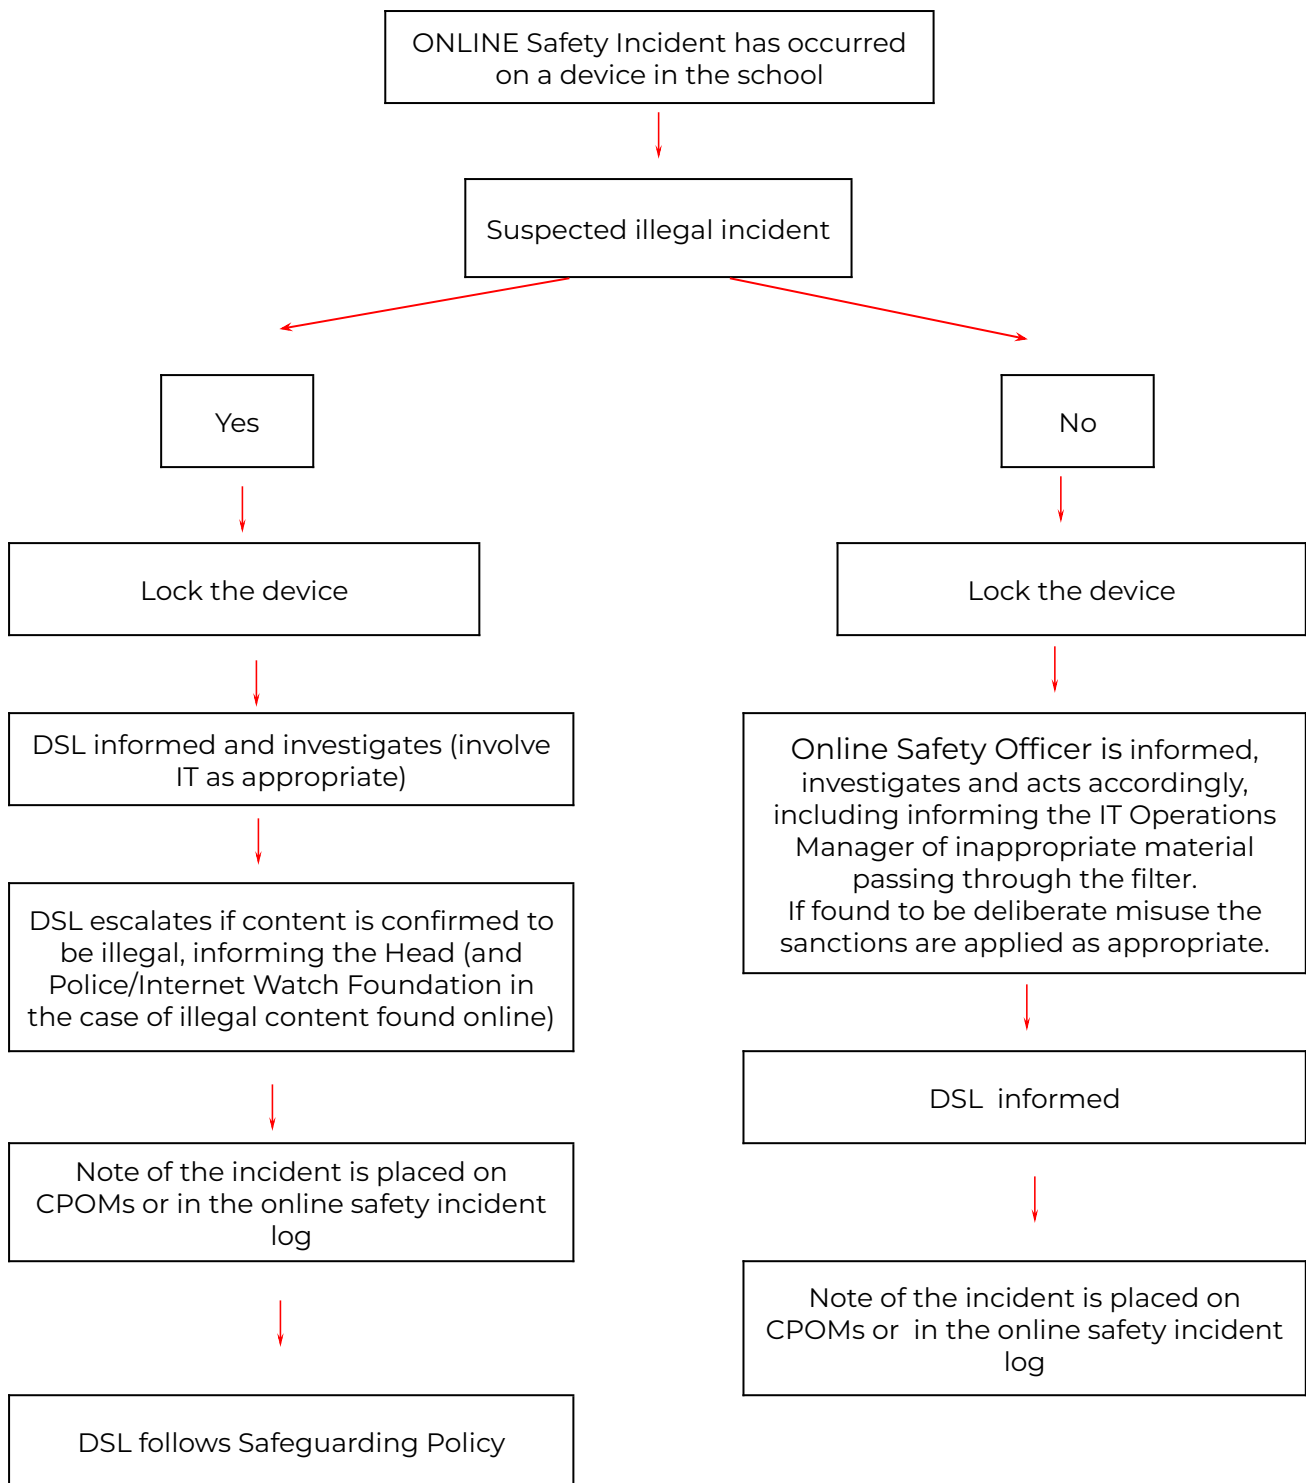 ONLINE Safety Incident has occurred
on a device in the school
Suspected illegal incident
Yes
No
Lock the device
Lock the device
DSL informed and investigates (involve
IT as appropriate)
Online Safety Officer is informed,
investigates and acts accordingly,
including informing the IT Operations
Manager of inappropriate material
passing through the filter.
If found to be deliberate misuse the
sanctions are applied as appropriate.
DSL escalates if content is confirmed to
be illegal, informing the Head (and
Police/Internet Watch Foundation in
the case of illegal content found online)
DSL  informed
Note of the incident is placed on
CPOMs or in the online safety incident
log
Note of the incident is placed on
CPOMs or  in the online safety incident
log
DSL follows Safeguarding Policy